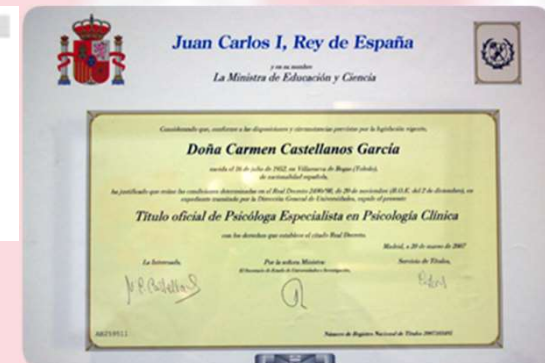 Juan Carlos I, Rey de España
y en su nombre
La Ministra de Educación y Ciencia
Considerando que, conforme a las disposiciones y circunstancias previstas por la legislación vigente,
Doña Carmen Castellanos García
nacida el 16 de julio de 1952, en Villanueva de Bogas (Toledo),
de nacionalidad española,
ha justificado que reúne las condiciones determinadas en el Real Decreto 2490/98, de 20 de noviembre (B.O.E. del 2 de diciembre), en
expediente tramitado por la Dirección General de Universidades, expide el presente
Título oficial de Psicóloga Especialista en Psicología Clínica
con los derechos que establece el citado Real Decreto.
Madrid, a 20 de marzo de 2007
La Interesada, Por la señora Ministra: Servicio de Títulos,
El Secretario de Estado de Universidades e Investigación,
Número de Registro Nacional de Títulos